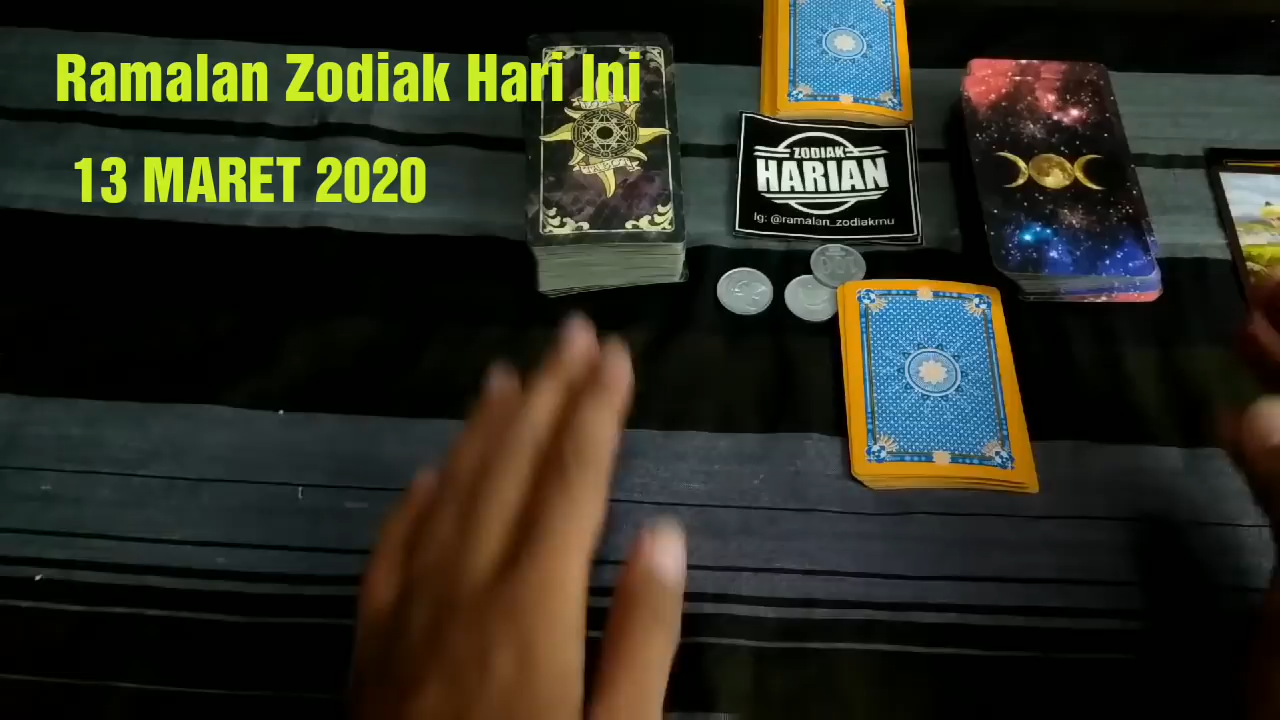 Ramalan Zodiak Hari Ini
13 MARET 2020
ZODIAK
HARIAN
Ig: @ramalan_zodiakmu